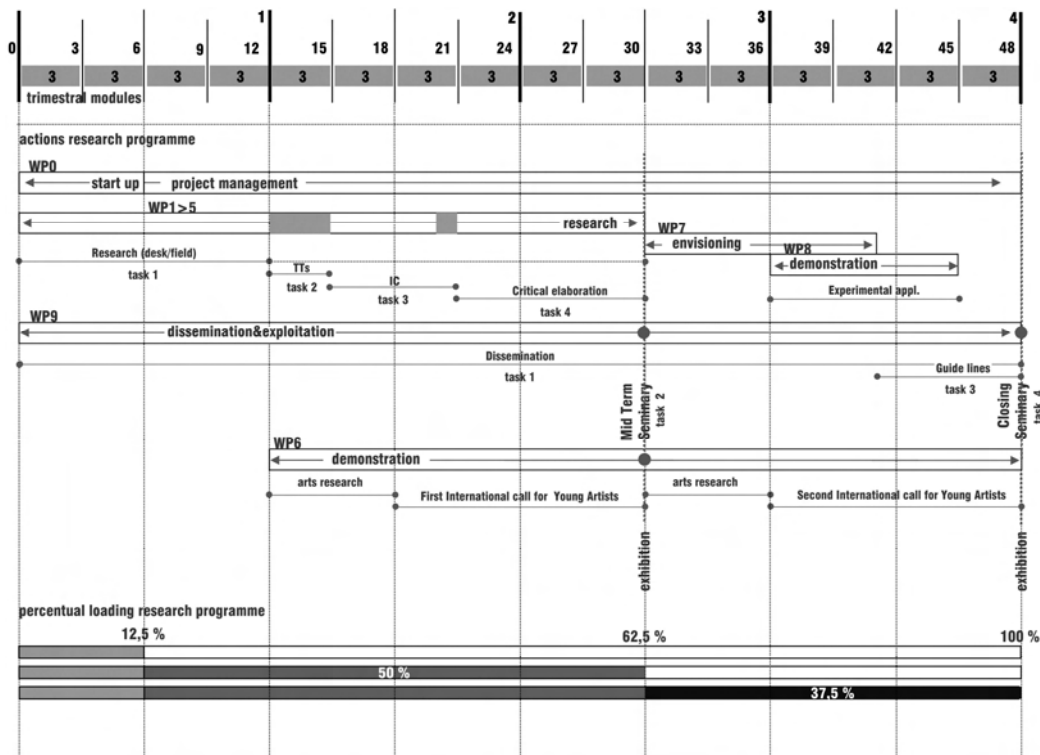 1 2 3 4
0 3 6 9 12 15 18 21 24 27 30 33 36 39 42 45 48
3 3 3 3 3 3 3 3 3 3 3 3 3 3 3 3
trimestral modules
actions research programme
WP0
start up project management
WP1>5
research
WP7
envisioning
WP8
demonstration
Research (desk/field)
task 1
TTs
task 2
IC
task 3
Critical elaboration
task 4
Experimental appl.
WP9
dissemination&exploitation
Dissemination
task 1
Guide lines
task 3
Mid Term
Seminary
task 2
Closing
Seminary
task 4
WP6
demonstration
arts research
First International call for Young Artists
arts research
Second International call for Young Artists
exhibition
exhibition
percentual loading research programme
12,5 % 62,5 % 100 %
50 %
37,5 %